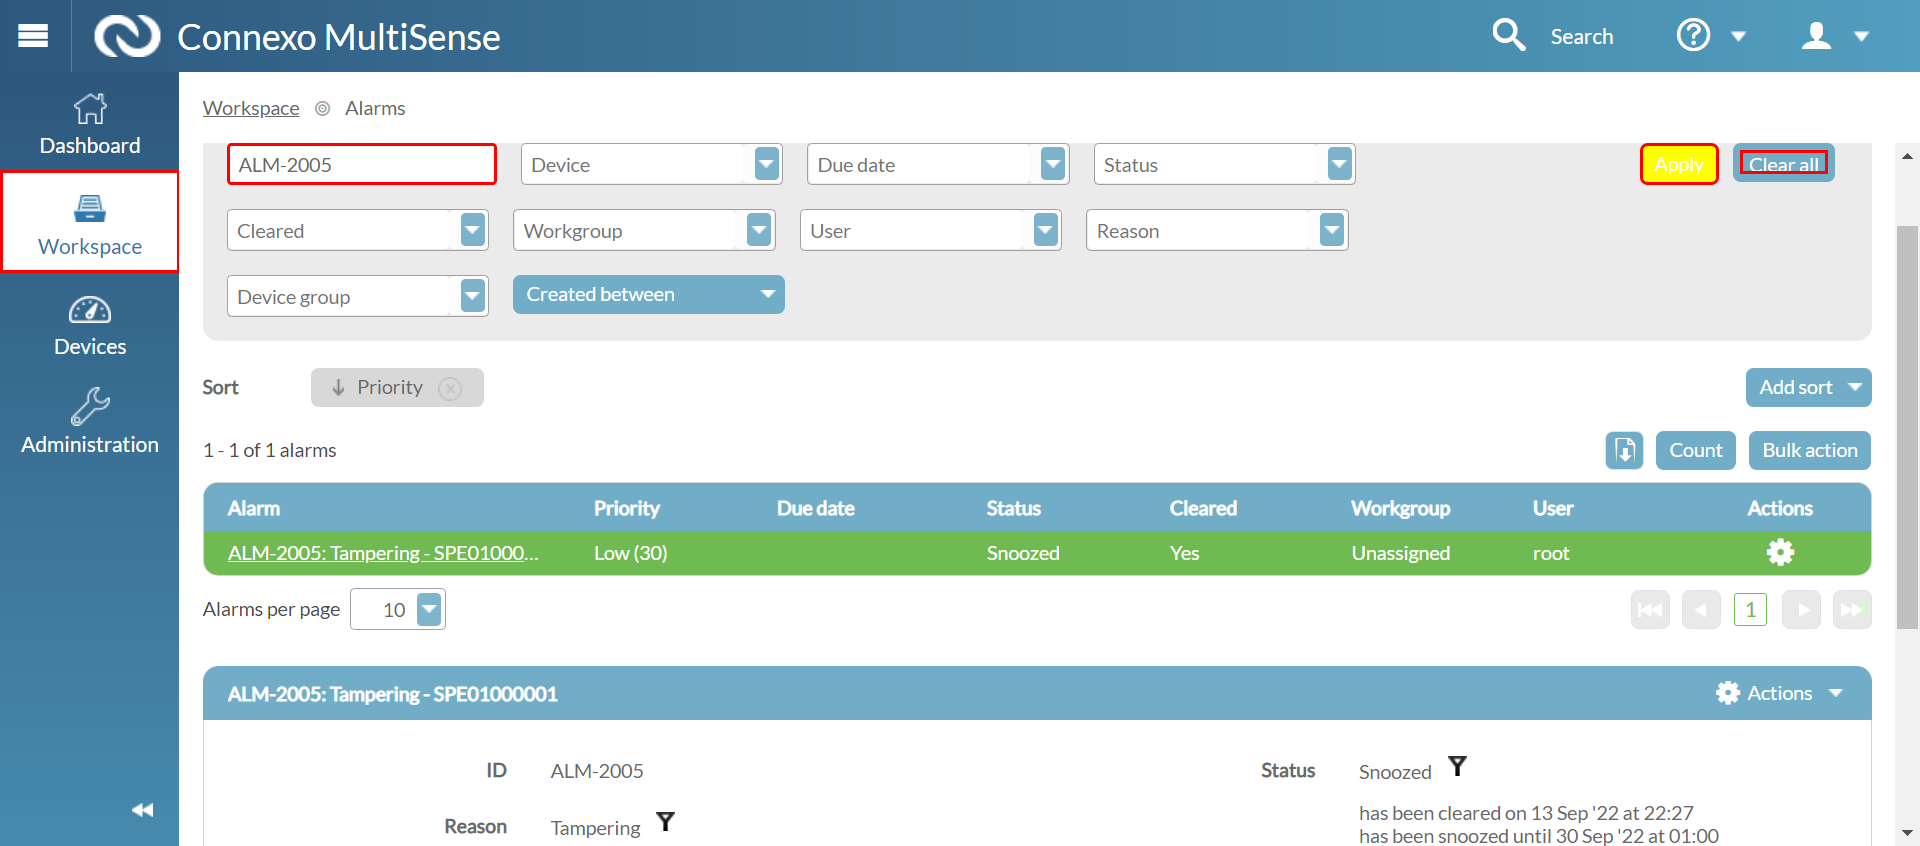 Connexo MultiSense
Search
Dashboard
Workspace
Devices
Administration
Workspace Alarms
ALM-2005 Device Due date Status Apply Clear all
Cleared Workgroup User Reason
Device group Created between
Sort Priority Add sort
1 - 1 of 1 alarms Count Bulk action
Alarm Priority Due date Status Cleared Workgroup User Actions
ALM-2005: Tampering - SPE01000... Low (30) Snoozed Yes Unassigned root
Alarms per page 10 1
ALM-2005: Tampering - SPE01000001 Actions
ID ALM-2005 Status Snoozed
has been cleared on 13 Sep '22 at 22:27
Reason Tampering
has been snoozed until 30 Sep '22 at 01:00